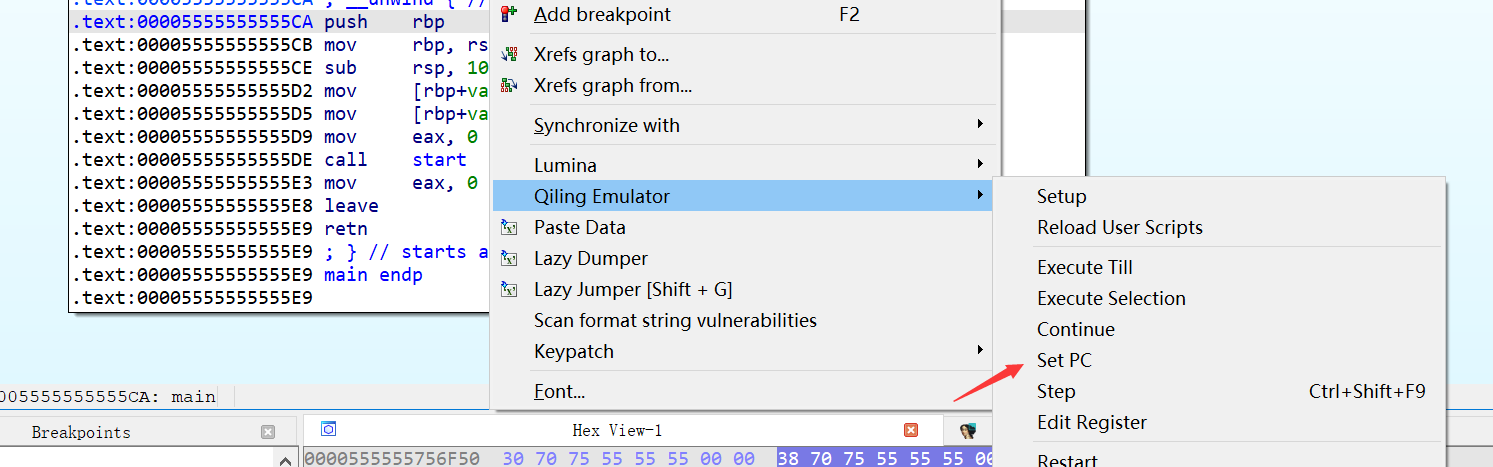 ; __unwind { //
.text:00005555555555CA push rbp
.text:00005555555555CB mov rbp, rs
.text:00005555555555CE sub rsp, 10
.text:00005555555555D2 mov [rbp+va
.text:00005555555555D5 mov [rbp+va
.text:00005555555555D9 mov eax, 0
.text:00005555555555DE call start
.text:00005555555555E3 mov eax, 0
.text:00005555555555E8 leave
.text:00005555555555E9 retn
.text:00005555555555E9 ; } // starts a
.text:00005555555555E9 main endp
.text:00005555555555E9
Add breakpoint F2
Xrefs graph to...
Xrefs graph from...
Synchronize with
Lumina
Qiling Emulator
Paste Data
Lazy Dumper
Lazy Jumper [Shift + G]
Scan format string vulnerabilities
Keypatch
Font...
Setup
Reload User Scripts
Execute Till
Execute Selection
Continue
Set PC
Step Ctrl+Shift+F9
Edit Register
Restart
005555555555CA: main
Breakpoints
Hex View-1
0000555555756F50 30 70 75 55 55 55 00 00 38 70 75 55 55 55 00